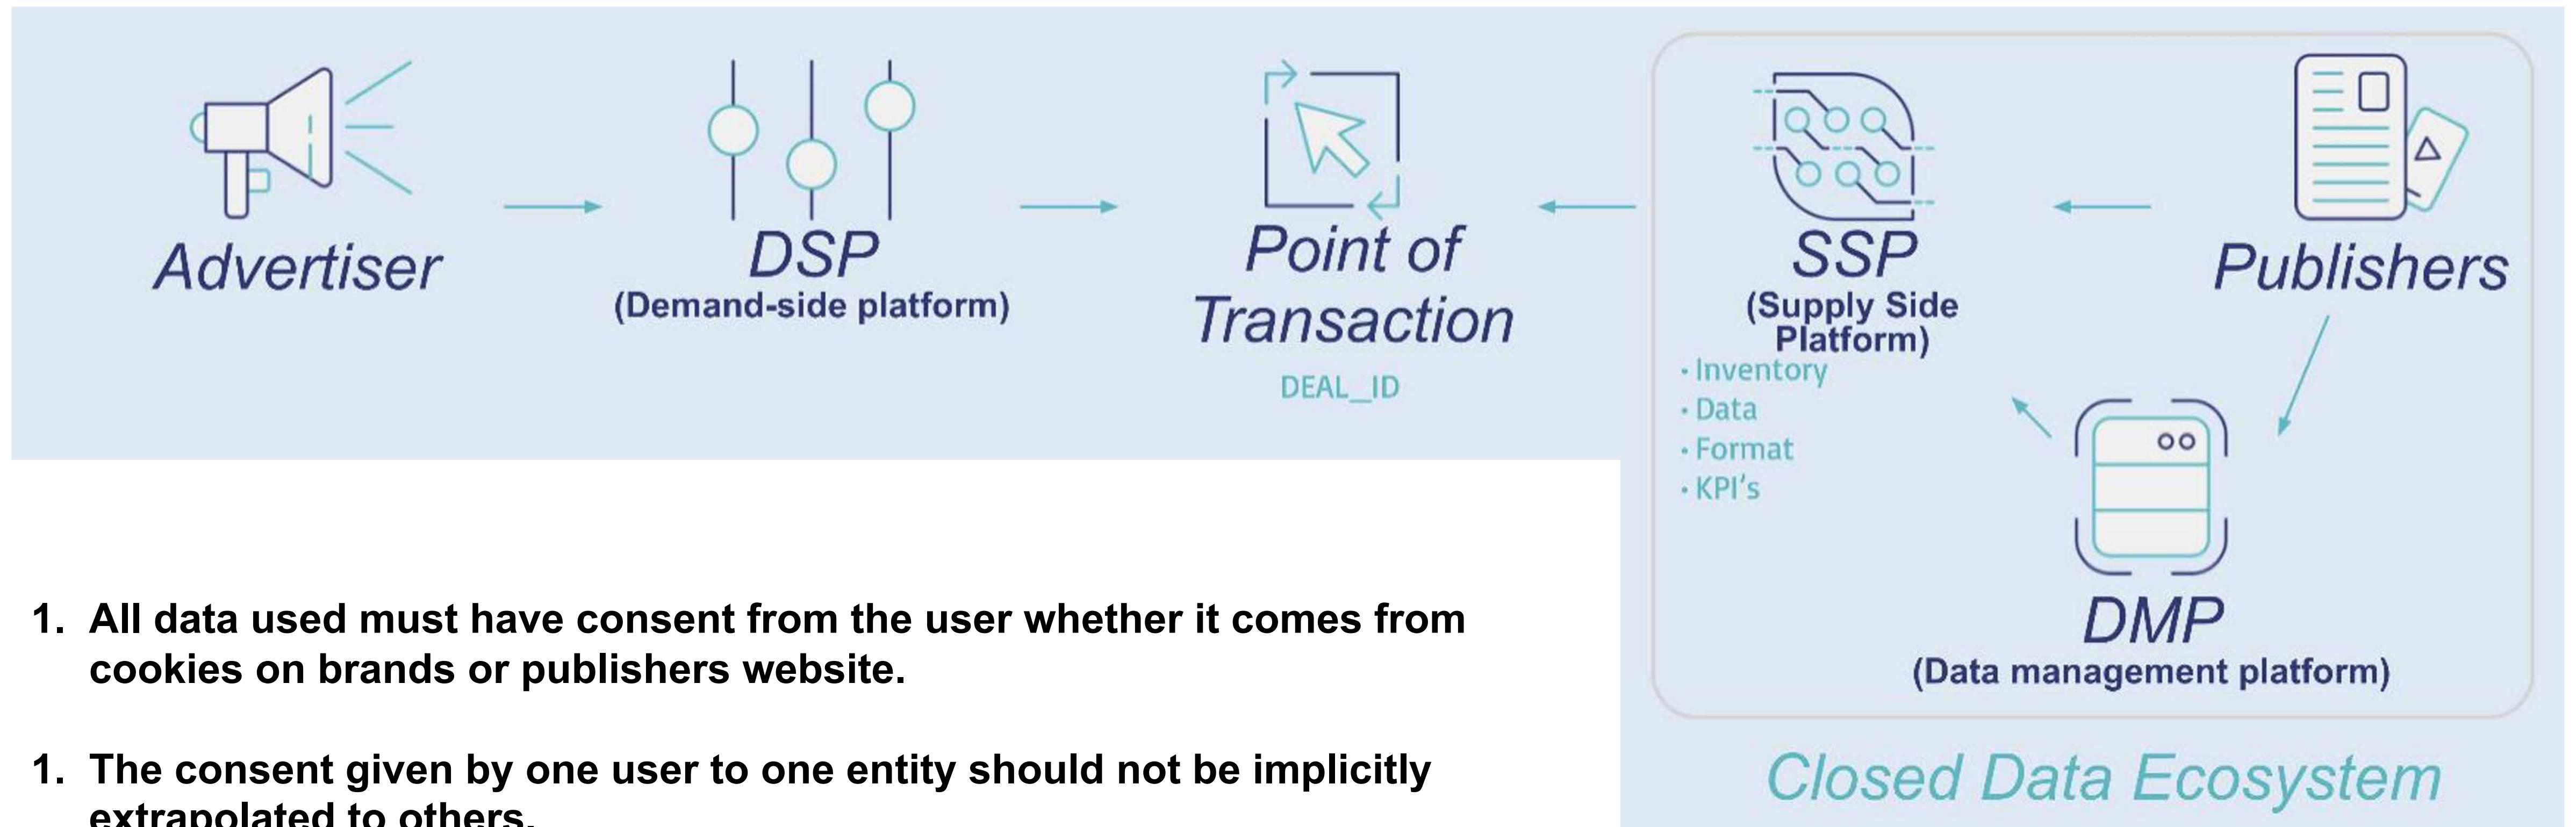 Advertiser
DSP
(Demand-side platform)
Point of
Transaction
DEAL_ID
SSP
(Supply Side
Platform)
• Inventory
• Data
• Format
• KPI's
Publishers
DMP
(Data management platform)
Closed Data Ecosystem
1. All data used must have consent from the user whether it comes from
cookies on brands or publishers website.
1. The consent given by one user to one entity should not be implicitly
extrapolated to others.